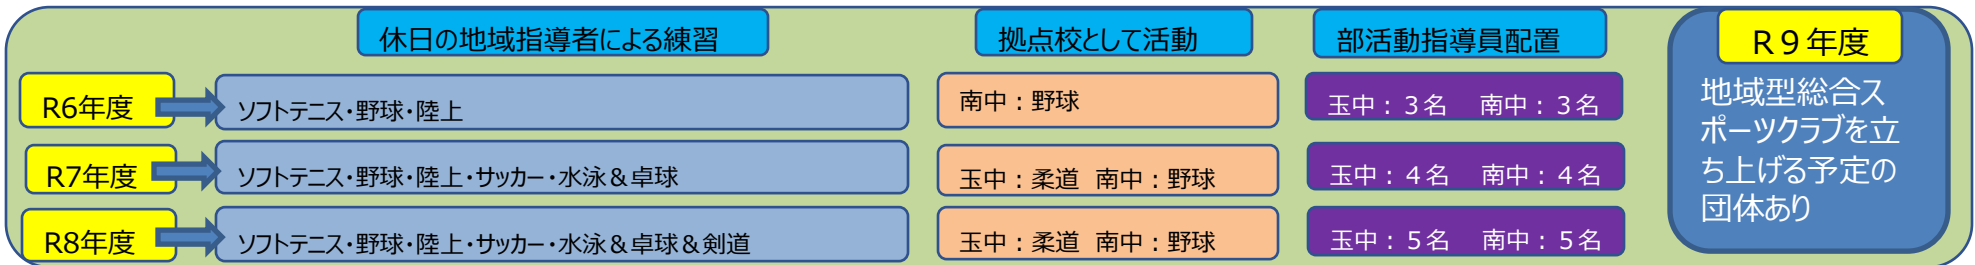 休日の地域指導者による練習
拠点校として活動
部活動指導員配置
R9年度
R6年度
ソフトテニス・野球・陸上
南中：野球
玉中：3名　南中：3名
R7年度
ソフトテニス・野球・陸上・サッカー・水泳&卓球
玉中：柔道 南中：野球
玉中：4名　南中：4名
R8年度
ソフトテニス・野球・陸上・サッカー・水泳&卓球&剣道
玉中：柔道 南中：野球
玉中：5名　南中：5名
地域型総合ス
ポーツクラブを立
ち上げる予定の
団体あり